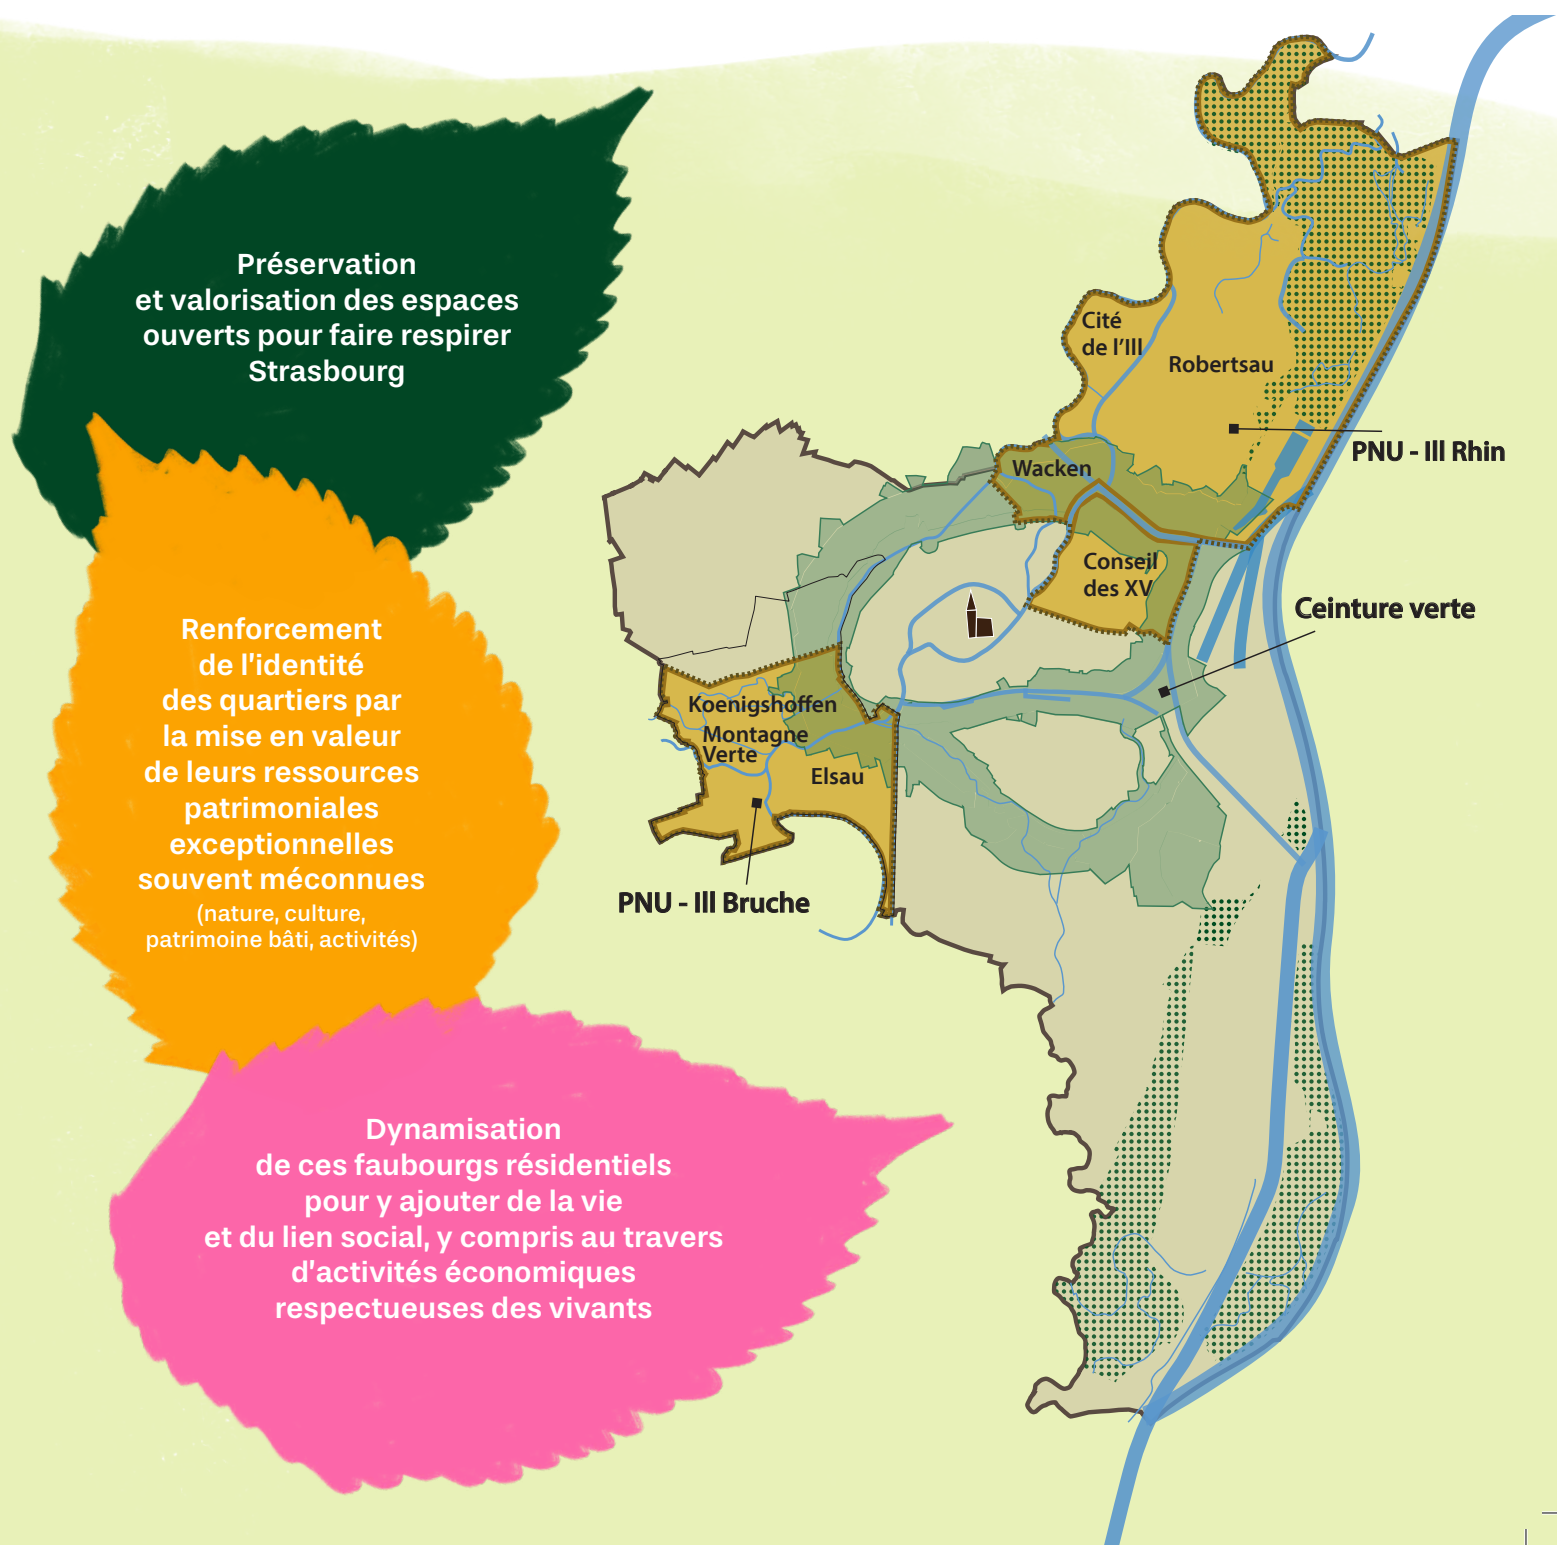 Préservation
et valorisation des espaces
ouverts pour faire respirer
Strasbourg
Renforcement
de l'identité
des quartiers par
la mise en valeur
de leurs ressources
patrimoniales
exceptionnelles
souvent méconnues
(nature, culture,
patrimoine bâti, activités)
Dynamisation
de ces faubourgs résidentiels
pour y ajouter de la vie
et du lien social, y compris au travers
d'activités économiques
respectueuses des vivants
Cité
de l'Ill
Robertsau
PNU - Ill Rhin
Wacken
Conseil
des XV
Ceinture verte
Koenigshoffen
Montagne
Verte
Elsau
PNU - Ill Bruche